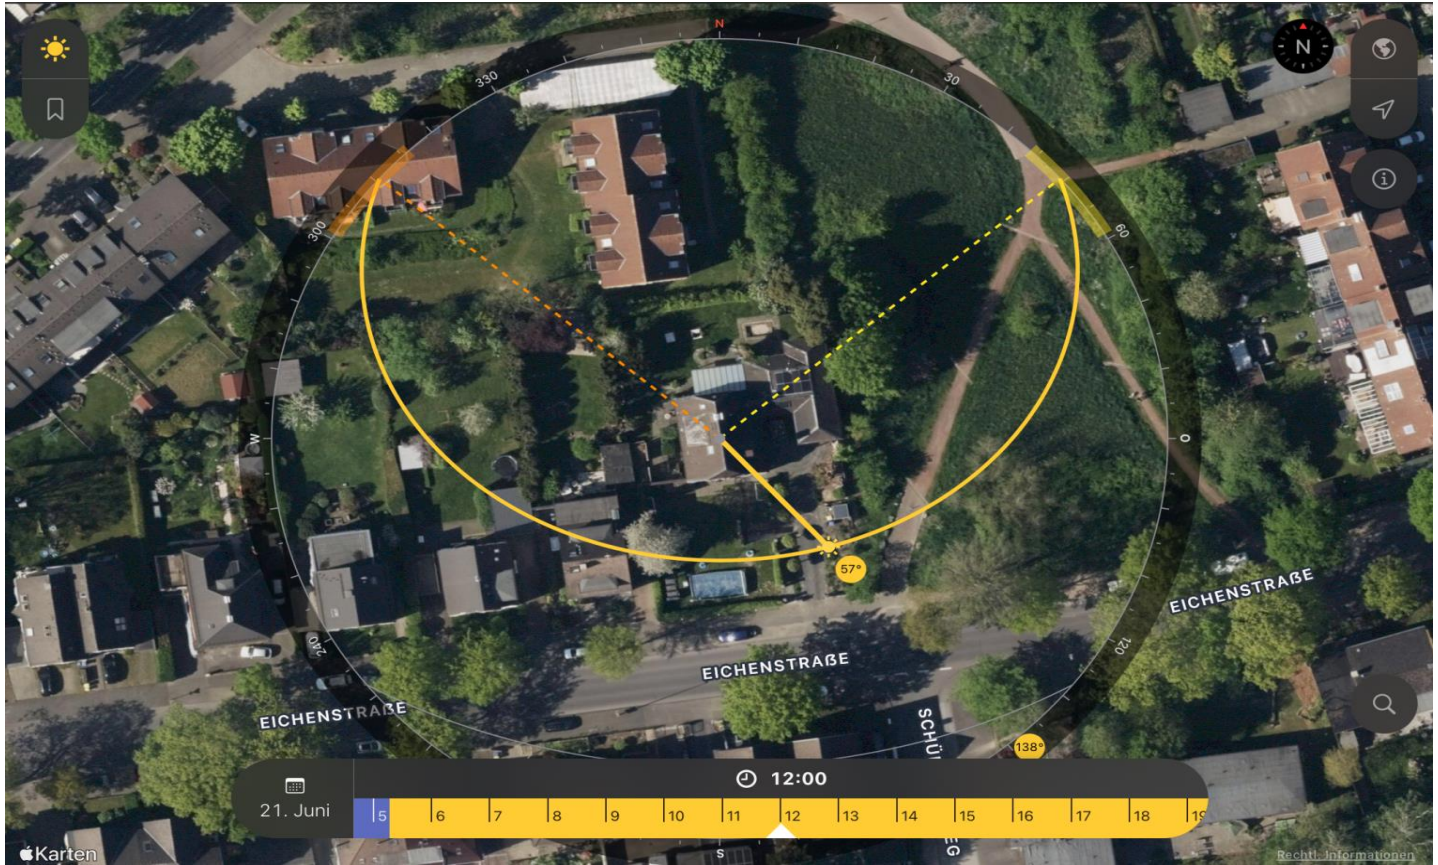 N
330
30
N
300
60
W
O
57°
EICHENSTRAßE
EICHENSTRAßE
240
120
EICHENSTRAßE
SCHÜ
138°
12:00
21. Juni
5 6 7 8 9 10 11 12 13 14 15 16 17 18 19
S
EG
Karten
Rechtl. Informationen